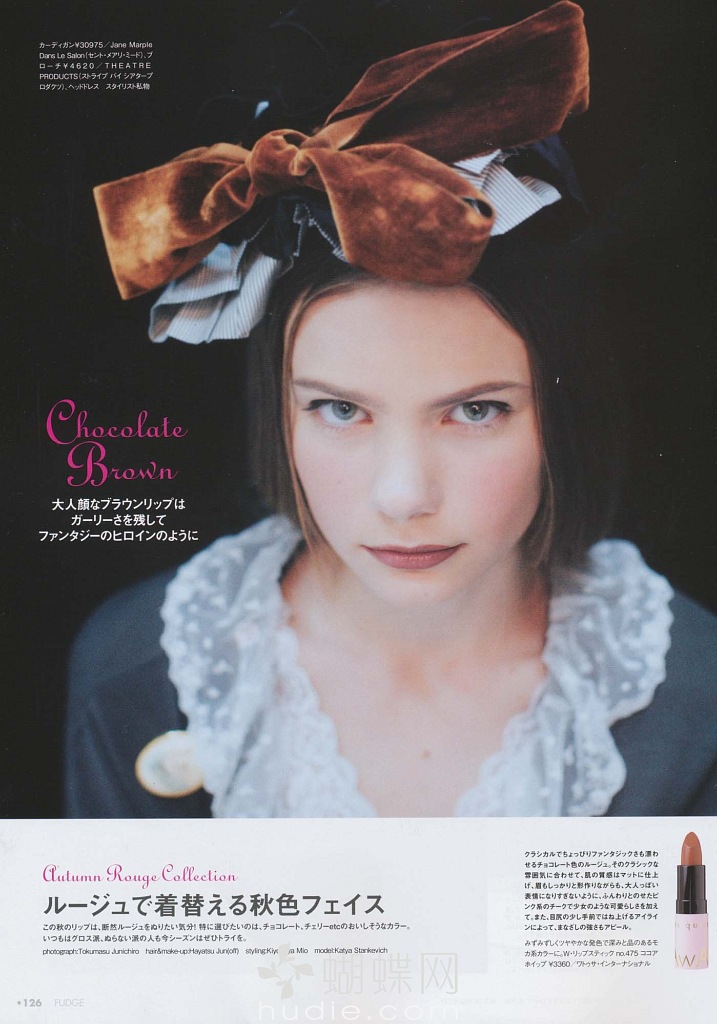 カーディガン¥30975／Jane Marple
Dans Le Salon（セント・メアリ・ミード）、ブ
ローチ¥4620／THEATRE
PRODUCTS（ストライプ バイ シアタープ
ロダクツ）、ヘッドドレス スタイリスト私物
Chocolate
Brown
大人顔なブラウンリップは
ガーリーさを残して
ファンタジーのヒロインのように
Autumn Rouge Collection
ルージュで着替える秋色フェイス
この秋のリップは、断然ルージュをぬりたい気分! 特に選びたいのは、チョコレート、チェリーetcのおいしそうなカラー。
いつもはグロス派、ぬらない派の人も今シーズンはぜひトライを。
photograph:Tokumasu Junichiro hair&make-up:Hayatsu Jun(off) styling: Mio model:Katya Stankevich
クラシカルでちょっぴりファンタジックさも漂わ
せるチョコレート色のルージュ。そのクラシックな
雰囲気に合わせて、肌の質感はマットに仕上
げ、眉もしっかりと形作りながらも、大人っぽい
表情になりすぎないように、ふんわりとのせたピ
ンク系のチークで少女のような可愛らしさを加え
て。また、目尻の少し手前ではね上げるアイライ
ンによって、まなざしの強さもアピール。
みずみずしくツヤやかな発色で深みと品のあるモ
カ系カラーに。W・リップスティック no.475 ココア
ホイップ ¥3360／ワトゥサ・インターナショナル
•126 FUDGE
蝴蝶网
hudie.com